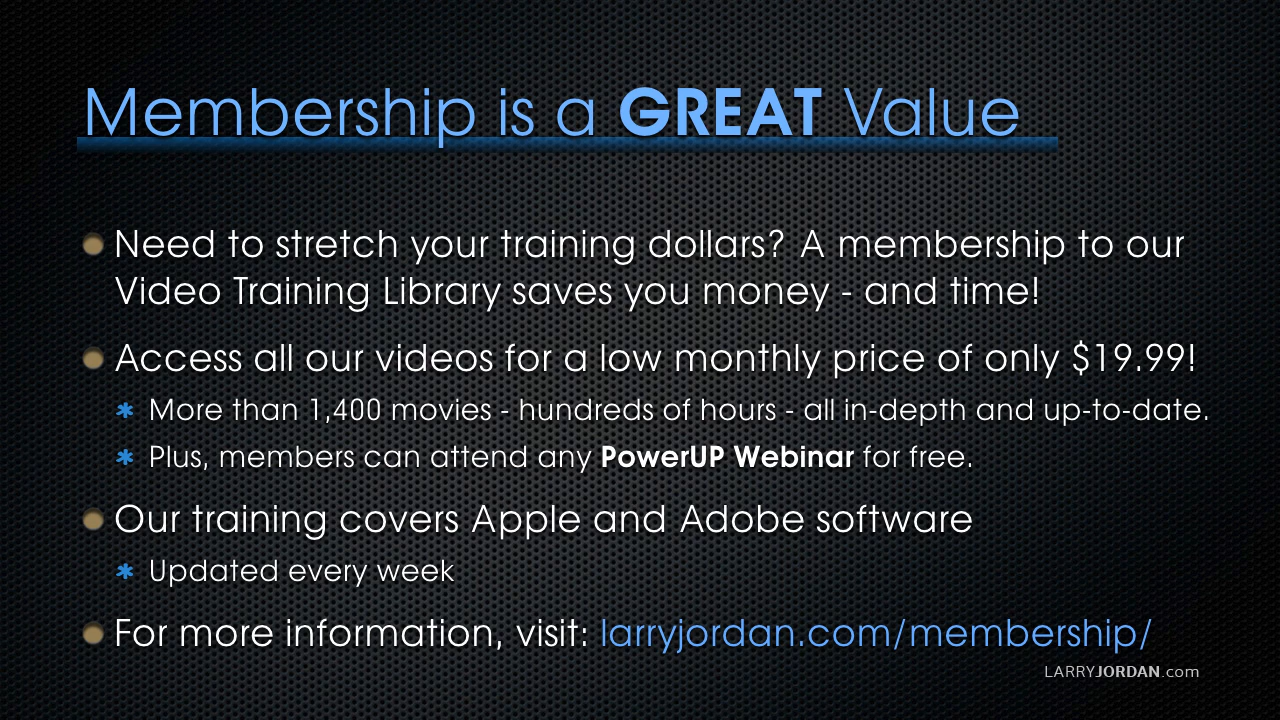 Membership is a GREAT Value
Need to stretch your training dollars? A membership to our
Video Training Library saves you money - and time!
Access all our videos for a low monthly price of only $19.99!
More than 1,400 movies - hundreds of hours - all in-depth and up-to-date.
Plus, members can attend any PowerUP Webinar for free.
Our training covers Apple and Adobe software
Updated every week
For more information, visit: larryjordan.com/membership/
LARRYJORDAN.com